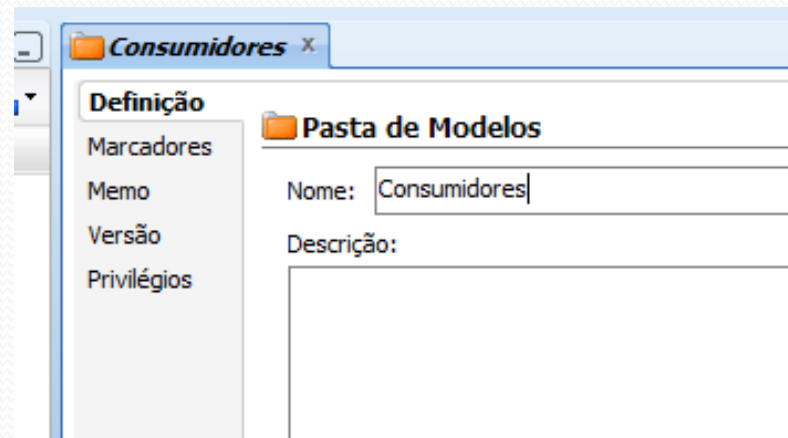 Consumidores x
Definição
Marcadores
Memo
Versão
Privilégios
Pasta de Modelos
Nome: Consumidores
Descrição: